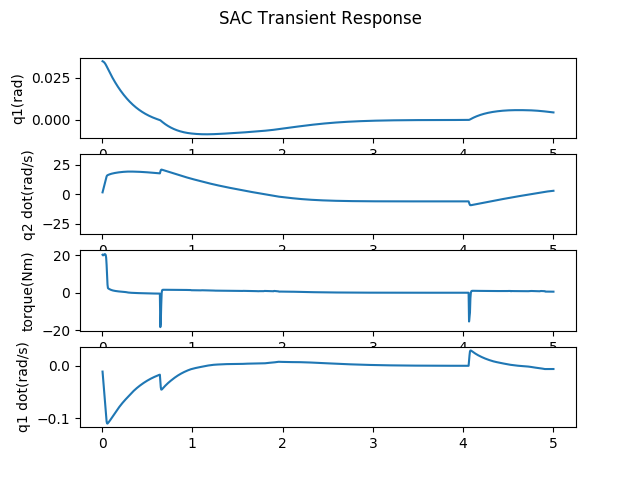 SAC Transient Response
q1(rad)
0.025
0.000
0 1 2 3 4 5
q2 dot(rad/s)
25
0
−25
0 1 2 3 4 5
torque(Nm)
20
0
−20
0 1 2 3 4 5
q1 dot(rad/s)
0.0
−0.1
0 1 2 3 4 5